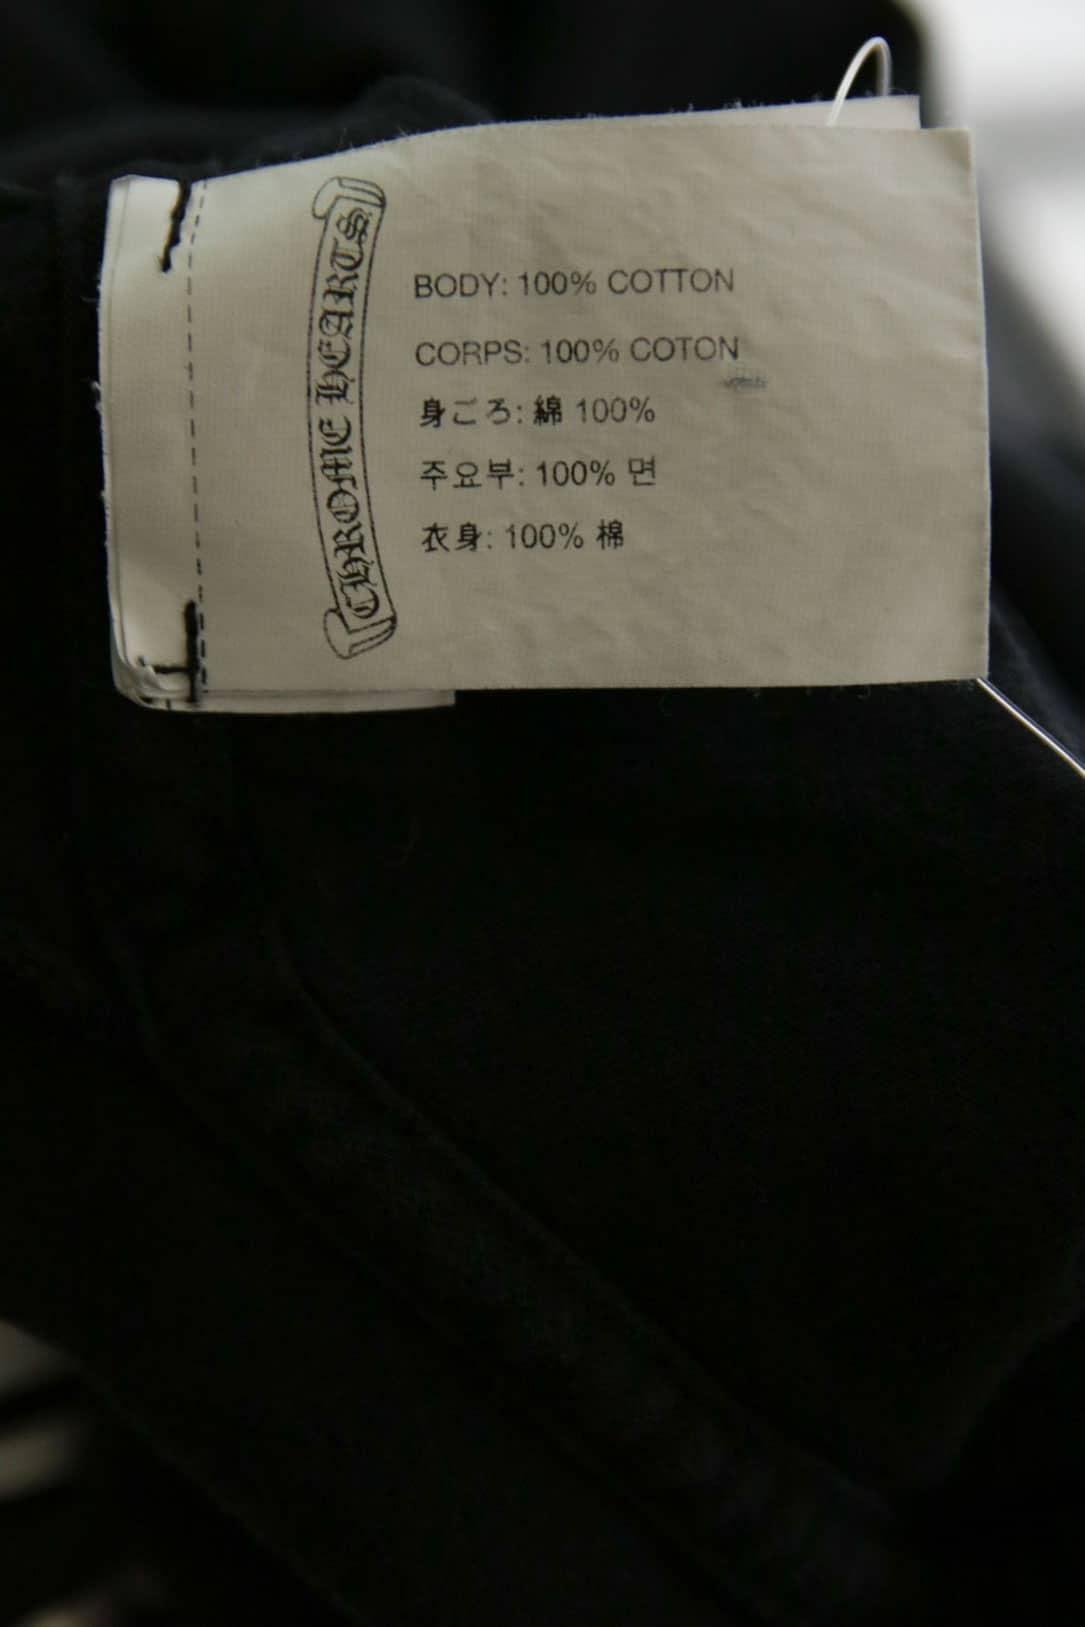 CHROME HEARTS
BODY: 100% COTTON
CORPS: 100% COTON
身ごろ: 綿 100%
주요부: 100% 면
衣身: 100% 棉